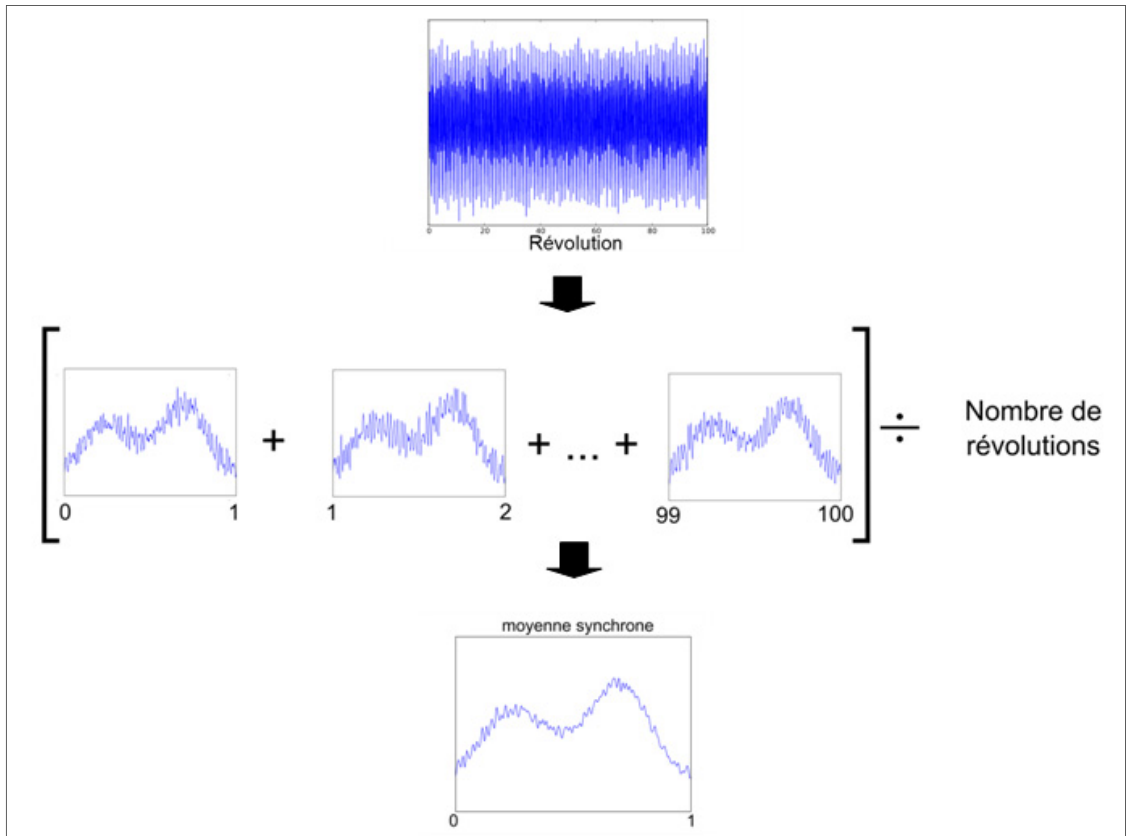 0 20 40 60 80 100
Révolution
+ + ... + ÷ Nombre de
révolutions
0 1 1 2 99 100
moyenne synchrone
0 1